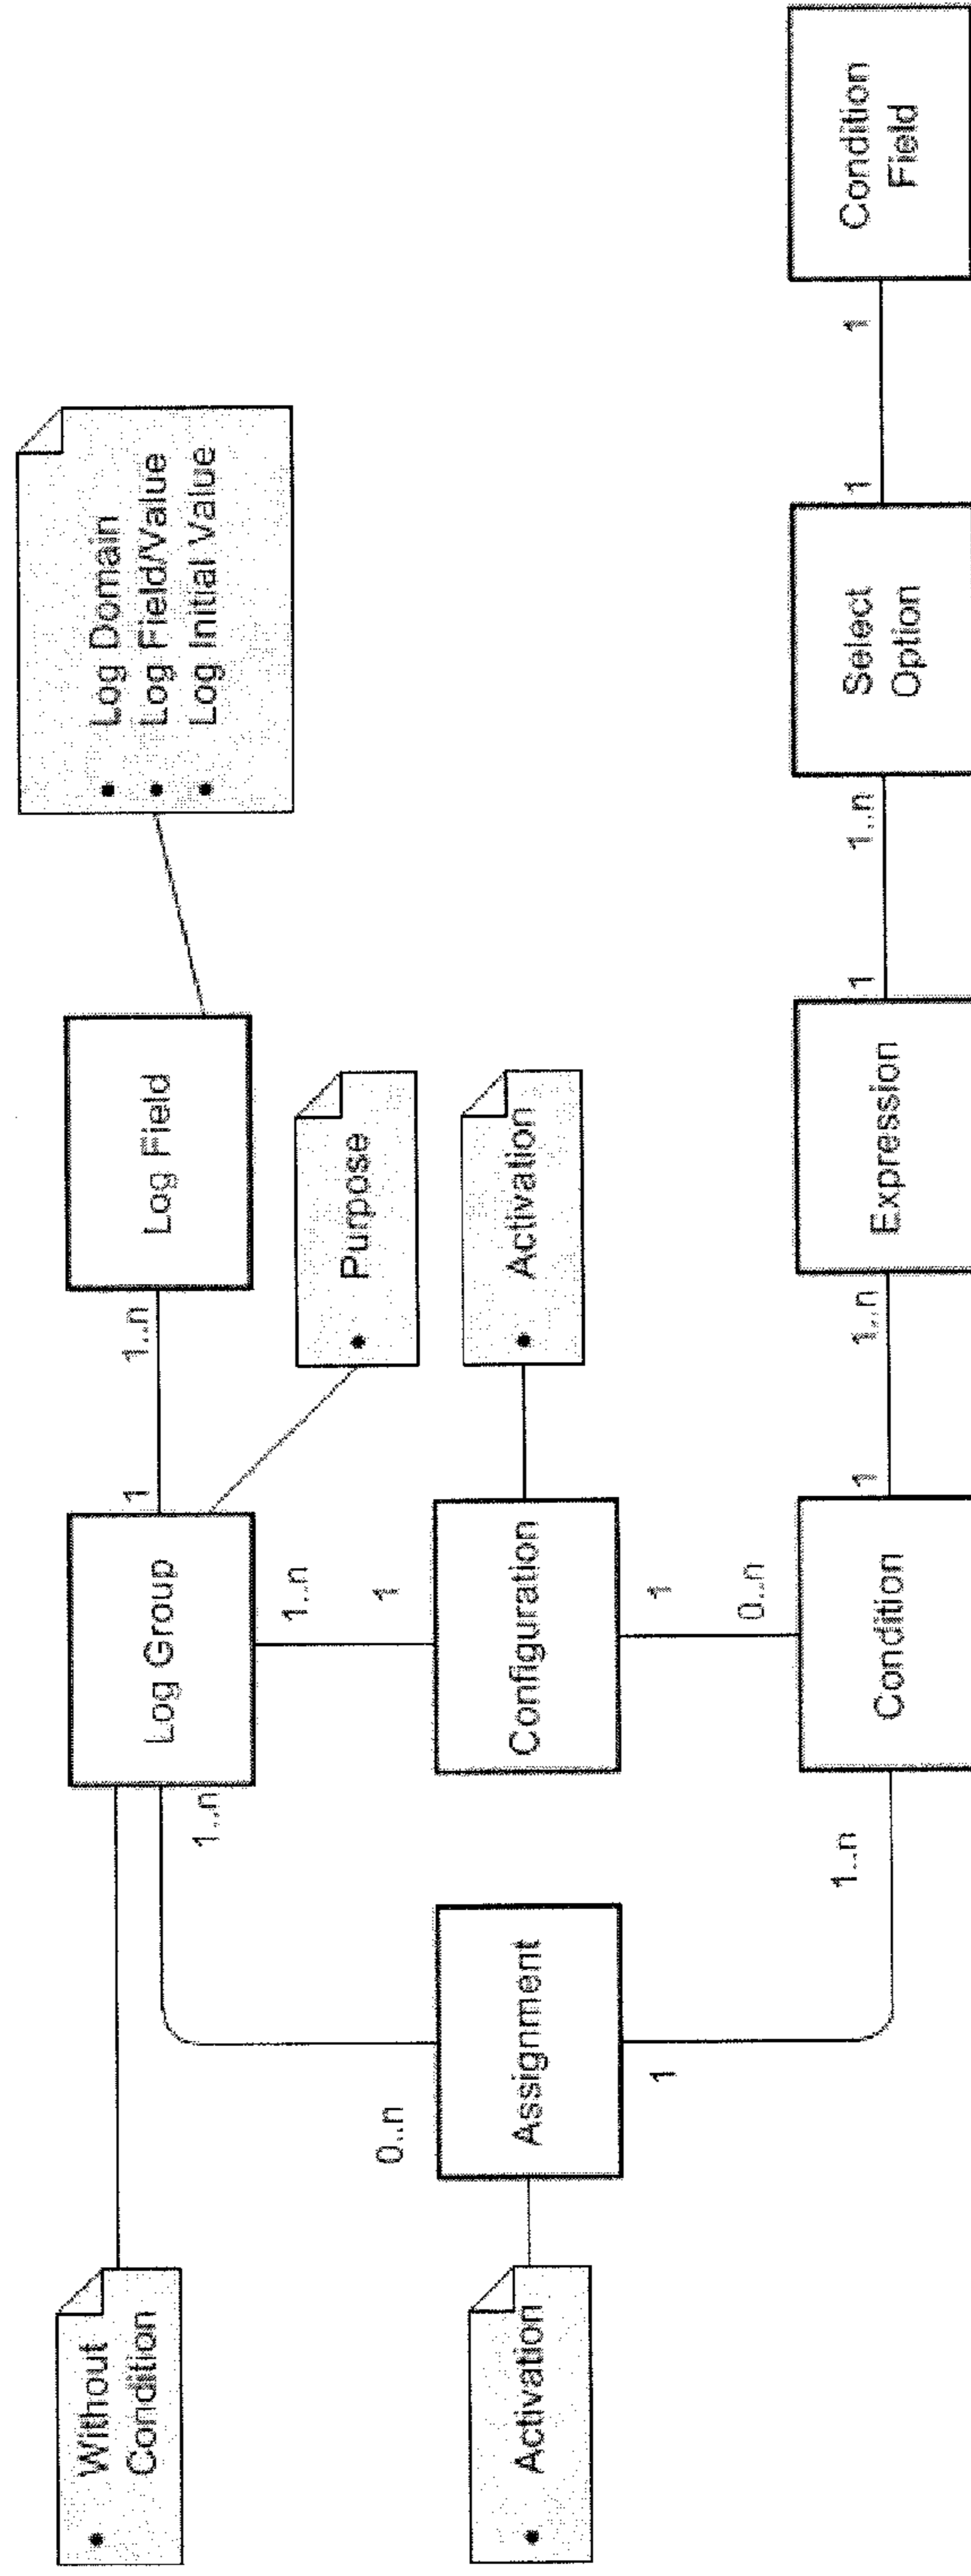 • Without
Condition
• Activation
1..n
0..n
Assignment
1
1..n
Log Group
1
1..n
1..n
1
Configuration
1
0..n
Condition
1
1..n
Log Field
• Purpose
• Activation
Expression
1
1..n
• Log Domain
• Log Field/Value
• Log Initial Value
Select
Option
1
1
Condition
Field